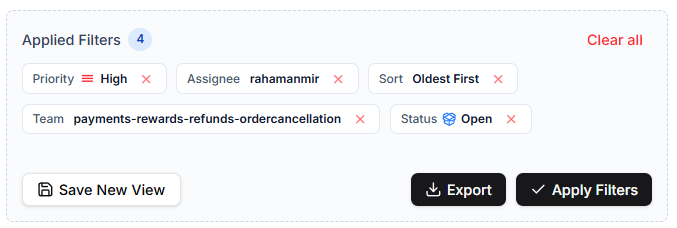 Applied Filters 4 Clear all
Priority High Assignee rahamanmir Sort Oldest First
Team payments-rewards-refunds-ordercancellation Status Open
Save New View Export Apply Filters